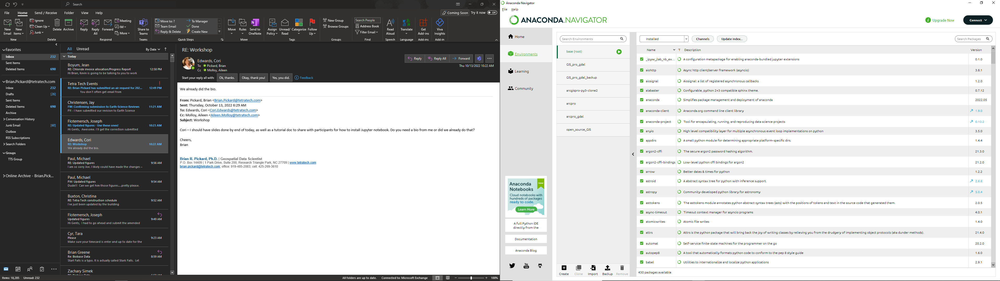 Search
File Home Send / Receive Folder View Help
Coming Soon Try it now Off
New Email
New Items
Ignore
Clean Up
Junk
Delete
Archive
Reply
Reply All
Forward
Meeting
IM
More
Share to Teams
Move to: ?
Team Email
Reply & Delete
To Manager
Done
Create New
Move
Rules
Send to OneNote
Assign Policy
Unread/ Read
Categorize
Follow Up
New Group
Browse Groups
Search People
Address Book
Filter Email
Read Aloud
Translate
Get Add-ins
Viva Insights
New Delete Respond Teams Quick Steps Move Tags Groups Find Speech Language Add-ins Add-in
Favorites
Inbox 232
Sent Items
Deleted Items 690
Brian.Pickard@tetratech.com
Inbox 232
Drafts [26]
Sent Items
Deleted Items 690
Archive
Conversation History
Junk Email [60]
Outbox
RSS Subscriptions
Search Folders
Groups
TTS Group
Online Archive - Brian.Pick...
All Unread By Date
Today
Boyum, Jean
RE: Chloride invoice allocation/Progress Report 12:58 PM
Hi Brian, Kevin is going to be talking to you to work
Tetra Tech Events
RE: Brian Pickard has submitted an air request for 202... 12:49 PM
You don't often get email from
Christensen, Jay
FW: Confirming submission to Earth-Science Reviews 11:21 AM
FYI - I have submitted our revision to Earth Science
Flotemersch, Joseph
RE: Updated figures - Use these ones! 10:23 AM
Hi Gents, Awesome. I'll get the correction submitted
Edwards, Cori
RE: Workshop 10:22 AM
We already did the bio.
Paul, Michael
RE: Updated figures 9:56 AM
I am so sorry Joe. I likely could have made the changes –
Paul, Michael
FW: Updated figures 9:54 AM
Dude!!! Can we get him those figures....pretty please.
Buxton, Christina
RE: Tetra Tech construction schedule 9:52 AM
I've just been updated by the building
Flotemersch, Joseph
Updated figures 9:49 AM
Hi Gents, I had to go ahead and submit the amended
Cyr, Tara
Please 9:23 AM
Make sure your timecard is enter and up to date for the
Brian Greene
Re: Biobase Data 8:59 AM
Start Falls is a typo. It is actually called Stark Falls. Let
Zachary Simek
Items: 18,285 Unread: 232
RE: Workshop
Edwards, Cori
To Pickard, Brian
Cc Molloy, Aileen
Reply Reply All Forward
Thu 10/13/2022 10:22 AM
Start your reply all with: Ok, thanks. Okay, thank you! Yes, you did. Feedback
We already did the bio.
From: Pickard, Brian <Brian.Pickard@tetratech.com>
Sent: Thursday, October 13, 2022 6:29 AM
To: Edwards, Cori <Cori.Edwards@tetratech.com>
Cc: Molloy, Aileen <Aileen.Molloy@tetratech.com>
Subject: Workshop
Cori – I should have slides done by end of today, as well as a tutorial doc to share with participants for how to install Jupyter notebook. Do you need a bio from me or did we already do that?
Cheers,
Brian
Brian R. Pickard, Ph.D. | Geospatial Data Scientist
P.O. Box 14409 | 1 Park Drive, Suite 200, Research Triangle Park, NC 27709 | www.tetratech.com
brian.pickard@tetratech.com; office: 919-485-2083; cell: 425-269-3610
All folders are up to date. Connected to: Microsoft Exchange 100%
Anaconda Navigator
File Help
ANACONDA.NAVIGATOR
Upgrade Now Connect
Home
Environments
Learning
Community
Anaconda Notebooks
New!
Cloud notebooks with
hundreds of packages
ready to code.
Learn More
A full Python IDE
directly from the
Documentation
Anaconda Blog
You Tube
Search Environments
base (root)
GIS_pro_gdal
GIS_pro_gdal_backup
arcgispro-py3-clone2
arcpro
arcpro_gdal
open_source_GIS
Create Clone Import Backup Remove
Installed Channels Update index... Search Packages
Name T Description Version
_ipyw_jlab_nb_ex... A configuration metapackage for enabling anaconda-bundled jupyter extensions 0.1.0
aiohttp Async http client/server framework (asyncio) 3.8.1
aiosignal Aiosignal: a list of registered asynchronous callbacks 1.2.0
alabaster Configurable, python 2+3 compatible sphinx theme. 0.7.12
anaconda Simplifies package management and deployment of anaconda 2022.05
anaconda-client Anaconda.org command line client library 1.9.0
anaconda-project Tool for encapsulating, running, and reproducing data science projects 0.10.2
anyio High level compatibility layer for multiple asynchronous event loop implementations on python 3.5.0
appdirs A small python module for determining appropriate platform-specific dirs. 1.4.4
argon2-cffi The secure argon2 password hashing algorithm. 21.3.0
argon2-cffi-bindings Low-level python cffi bindings for argon2 21.2.0
arrow Better dates & times for python 1.2.2
astroid A abstract syntax tree for python with inference support. 2.6.6
astropy Community-developed python library for astronomy 5.0.4
asttokens The asttokens module annotates python abstract syntax trees (asts) with the positions of tokens and text in the source code that generated them. 2.0.5
async-timeout Timeout context manager for asyncio programs 4.0.1
atomicwrites Atomic file writes 1.4.0
attrs Attrs is the python package that will bring back the joy of writing classes by relieving you from the drudgery of implementing object protocols (aka dunder methods). 21.4.0
automat Self-service finite-state machines for the programmer on the go 20.2.0
autopep8 A tool that automatically formats python code to conform to the pep 8 style guide 1.6.0
babel Utilities to internationalize and localize python applications 2.9.1
430 packages available